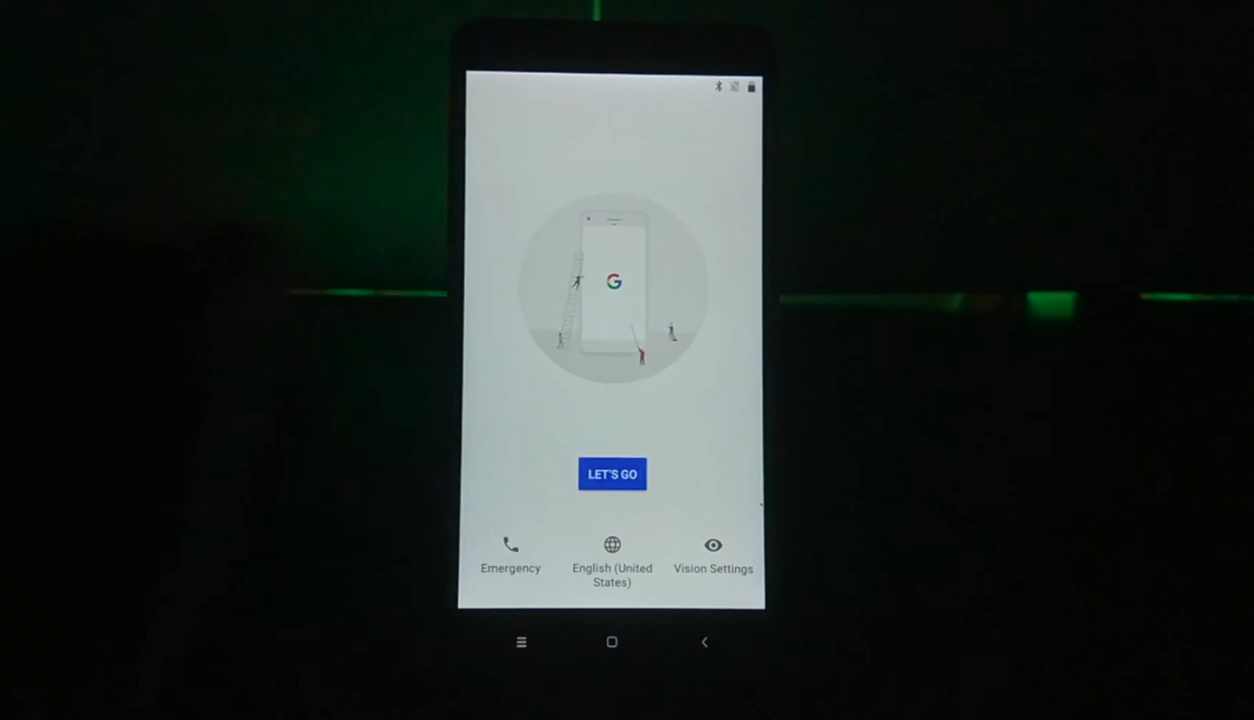 G
LET'S GO
Emergency
English (United
States)
Vision Settings